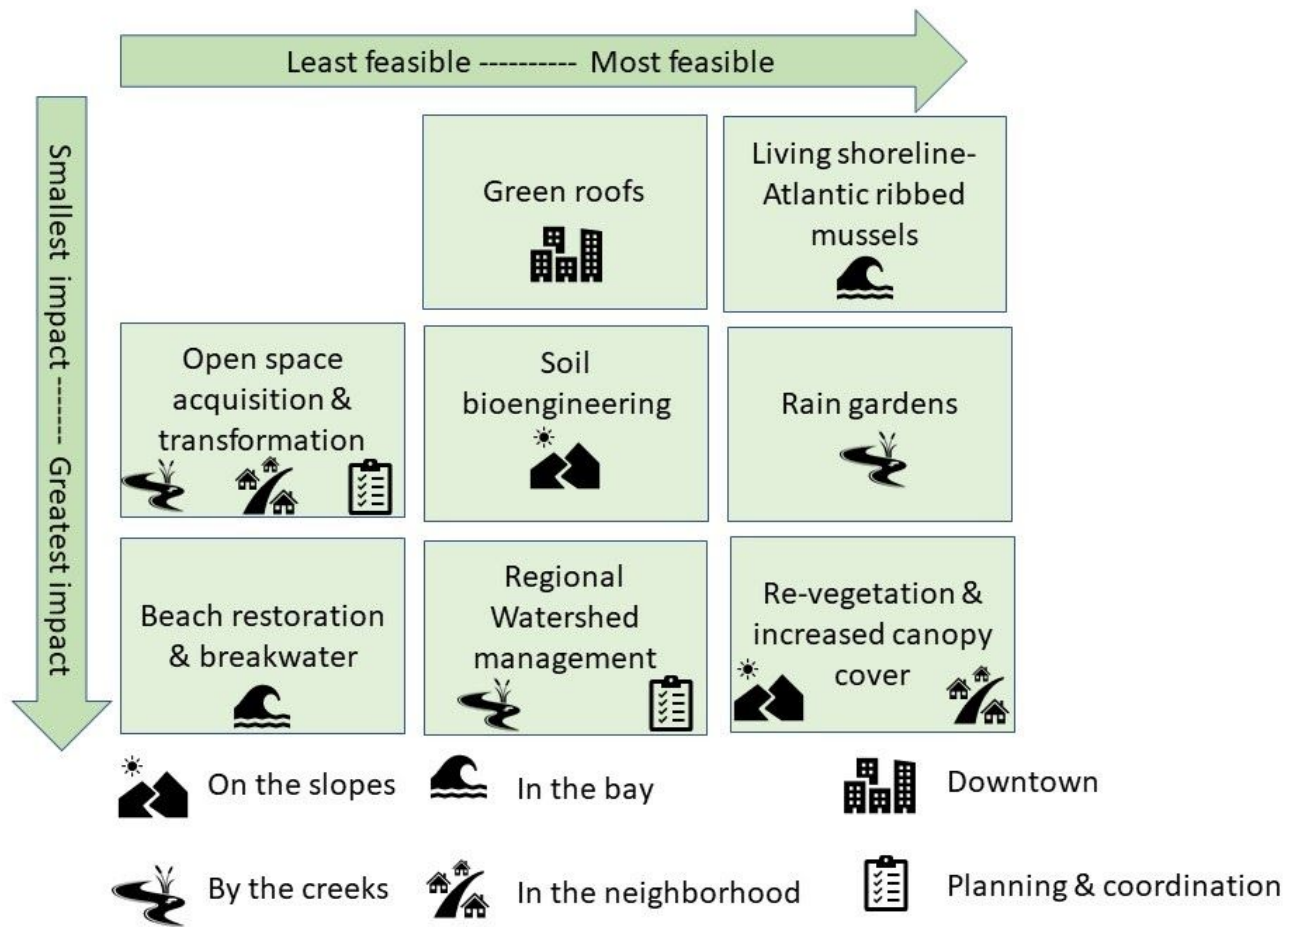 Least feasible ---------- Most feasible
Smallest impact ------- Greatest impact
Green roofs
Living shoreline-
Atlantic ribbed
mussels
Open space
acquisition &
transformation
Soil
bioengineering
Rain gardens
Beach restoration
& breakwater
Regional
Watershed
management
Re-vegetation &
increased canopy
cover
On the slopes
In the bay
Downtown
By the creeks
In the neighborhood
Planning & coordination